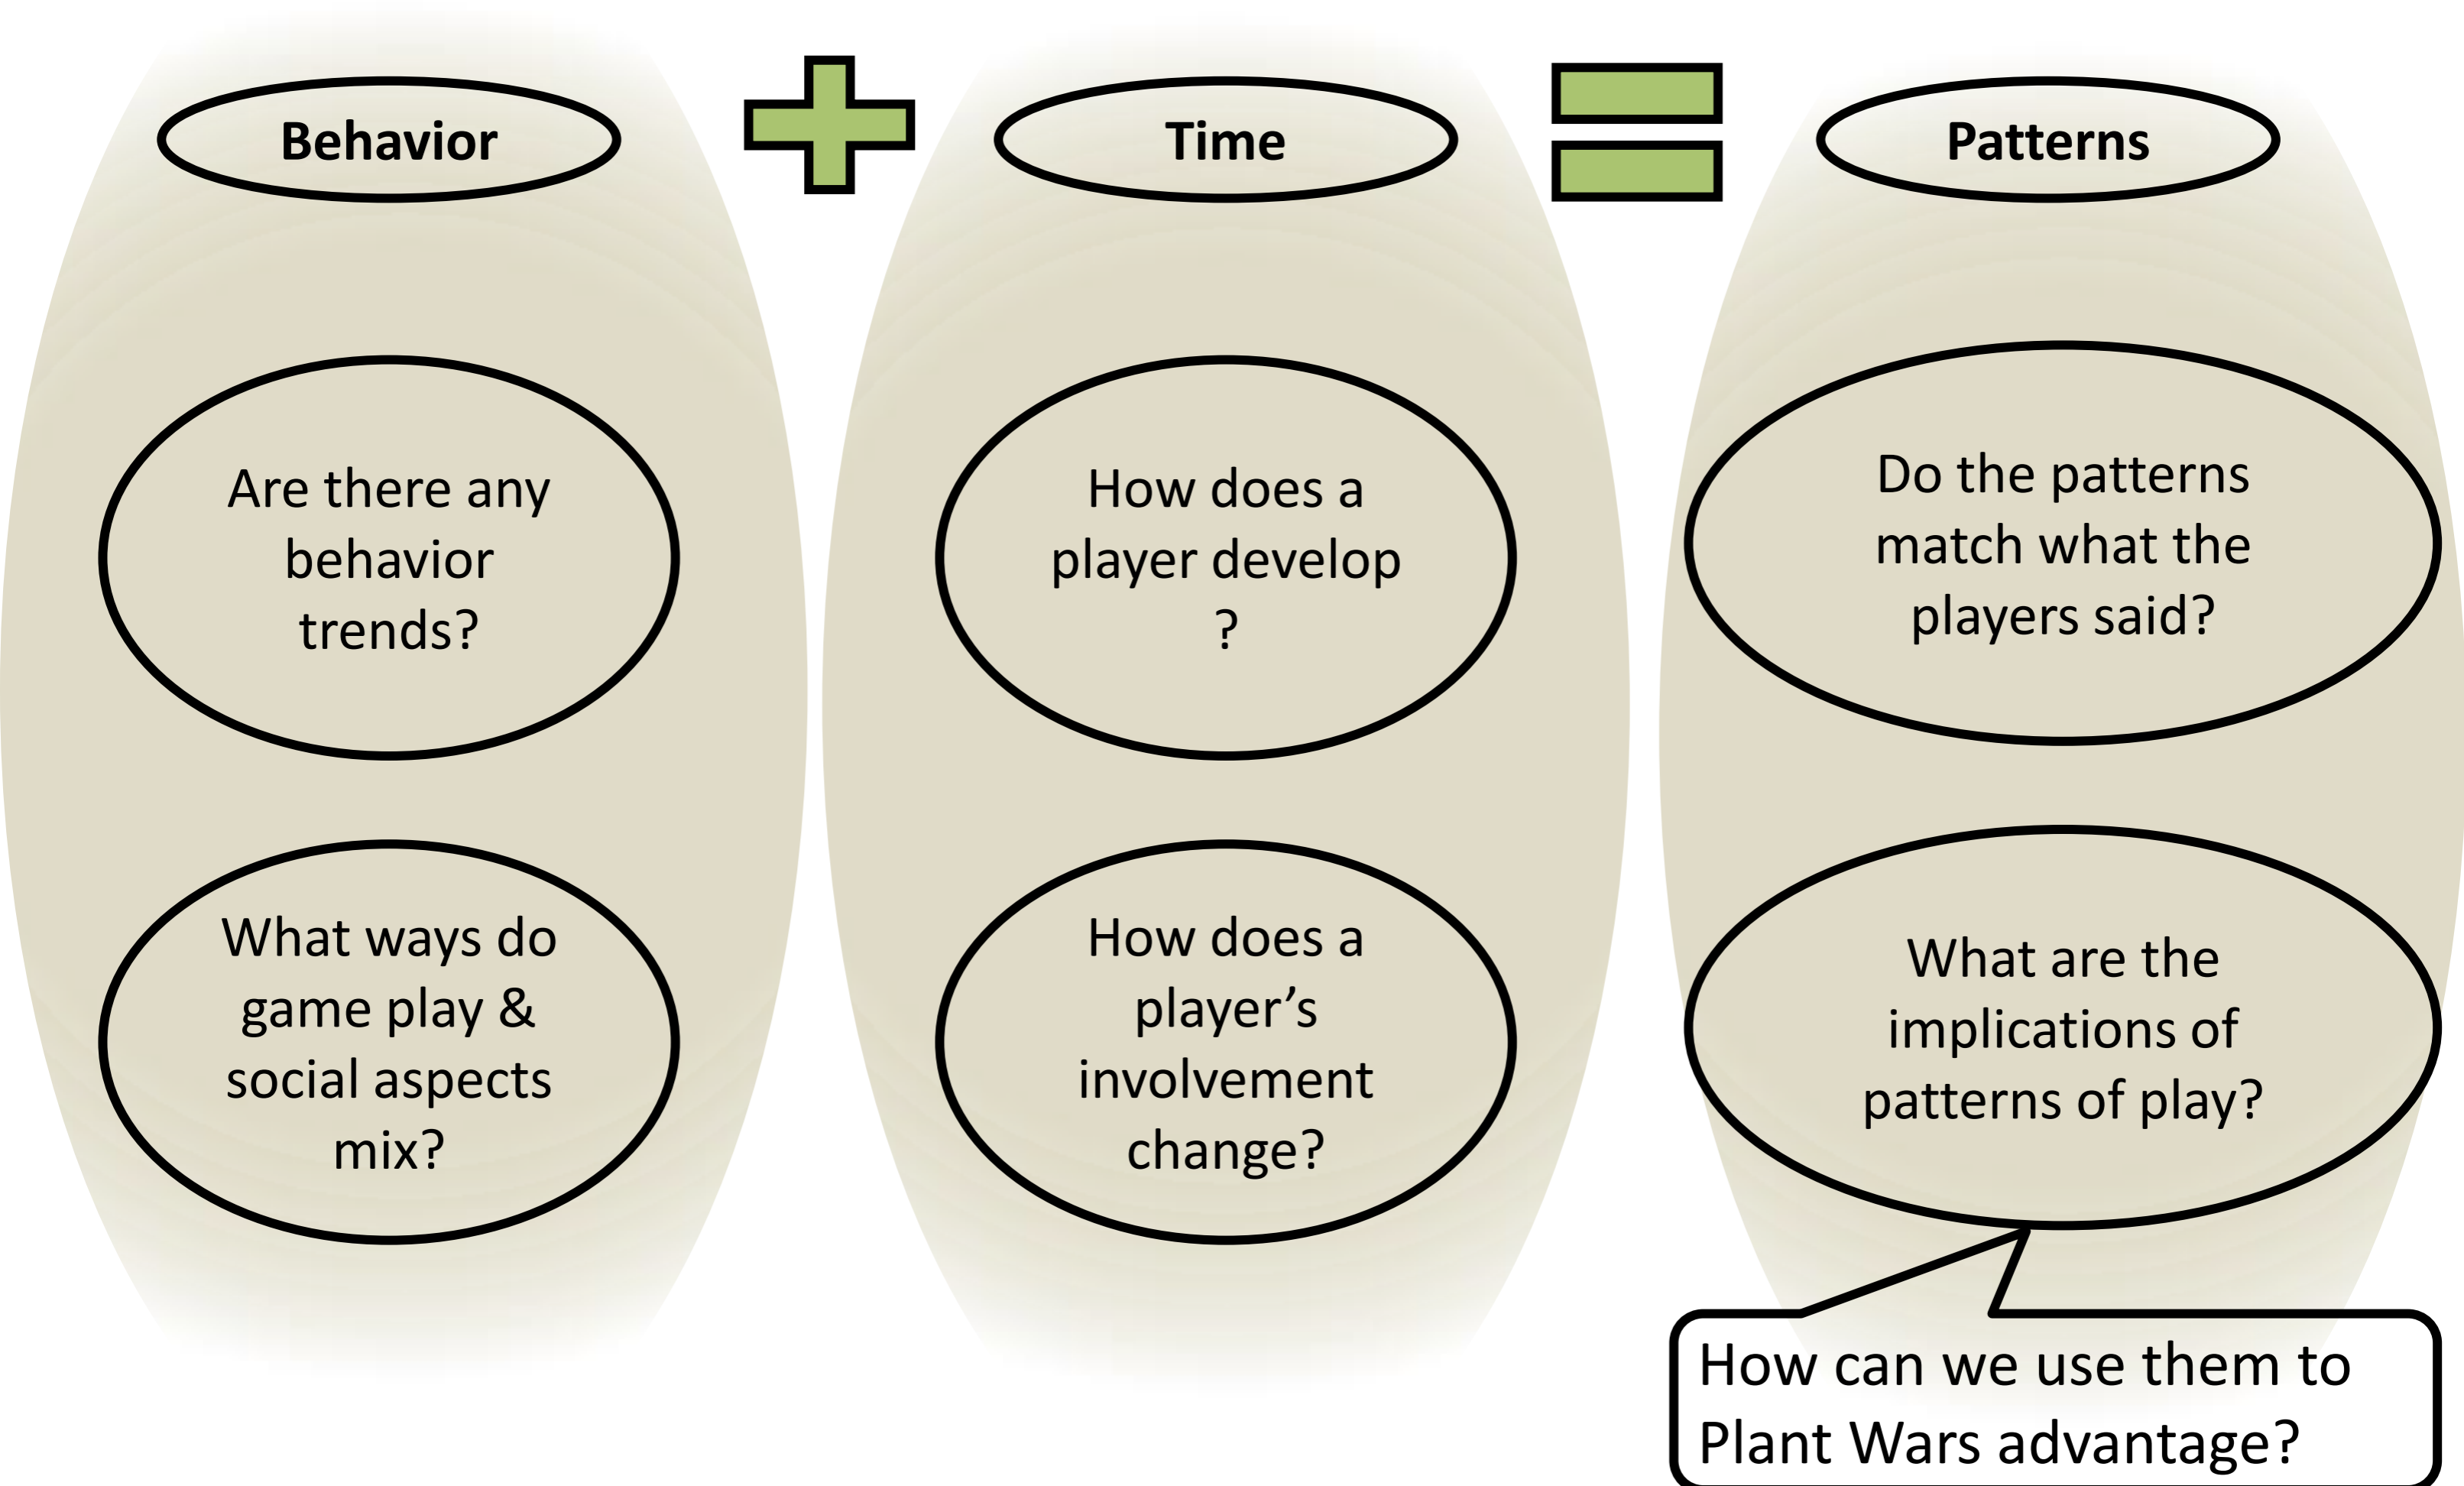 Behavior
Time
Patterns
Are there any
behavior
trends?
How does a
player develop
?
Do the patterns
match what the
players said?
What ways do
game play &
social aspects
mix?
How does a
player’s
involvement
change?
What are the
implications of
patterns of play?
How can we use them to
Plant Wars advantage?